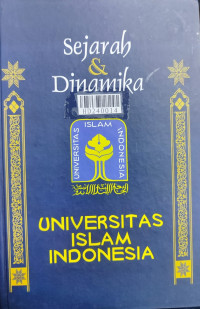 Sejarah
&
Dinamika
UNIVERSITAS ISLAM INDONESIA
UNIVERSITAS
ISLAM
INDONESIA